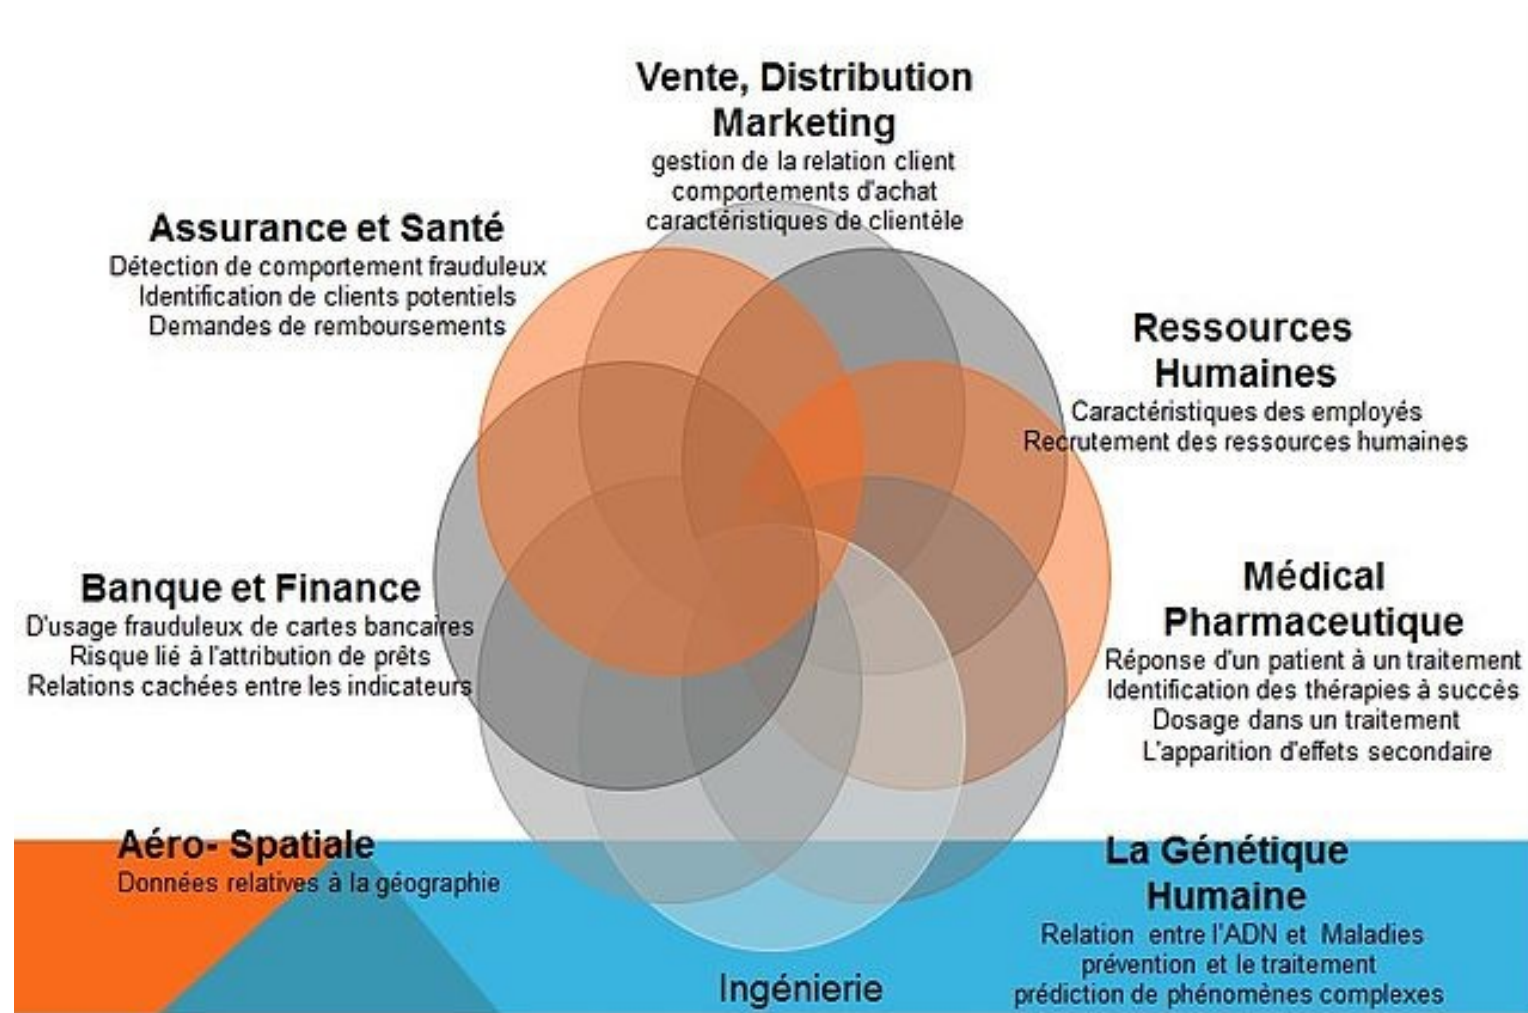 Vente, Distribution
Marketing
gestion de la relation client
comportements d'achat
caractéristiques de clientèle
Assurance et Santé
Détection de comportement frauduleux
Identification de clients potentiels
Demandes de remboursements
Ressources
Humaines
Caractéristiques des employés
Recrutement des ressources humaines
Banque et Finance
D'usage frauduleux de cartes bancaires
Risque lié à l'attribution de prêts
Relations cachées entre les indicateurs
Médical
Pharmaceutique
Réponse d'un patient à un traitement
Identification des thérapies à succès
Dosage dans un traitement
L'apparition d'effets secondaire
Aéro- Spatiale
Données relatives à la géographie
La Génétique
Humaine
Relation entre l'ADN et Maladies
prévention et le traitement
prédiction de phénomènes complexes
Ingénierie